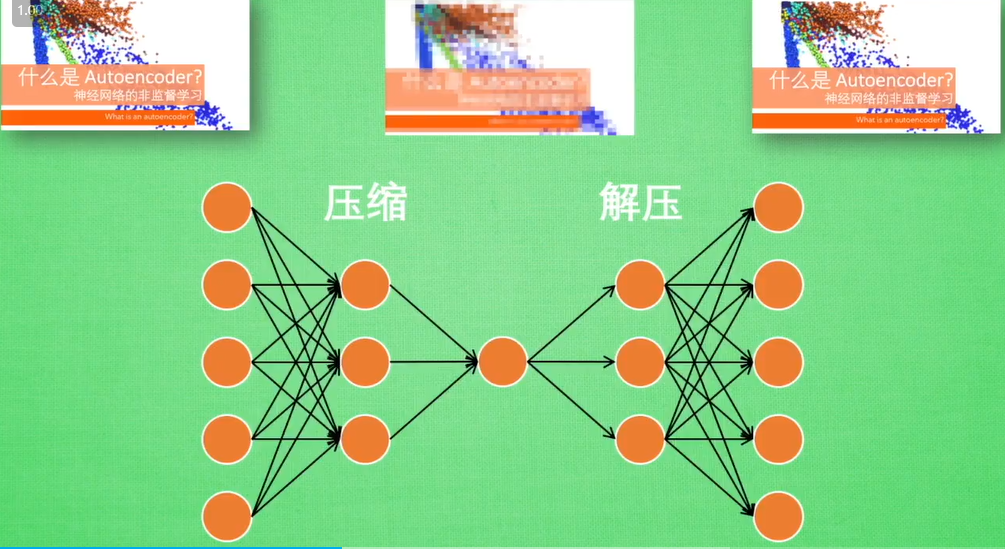 1.00
什么是 Autoencoder?
神经网络的非监督学习
What is an autoencoder?
什么是 Autoencoder?
神经网络的非监督学习
What is an autoencoder?
压缩
解压